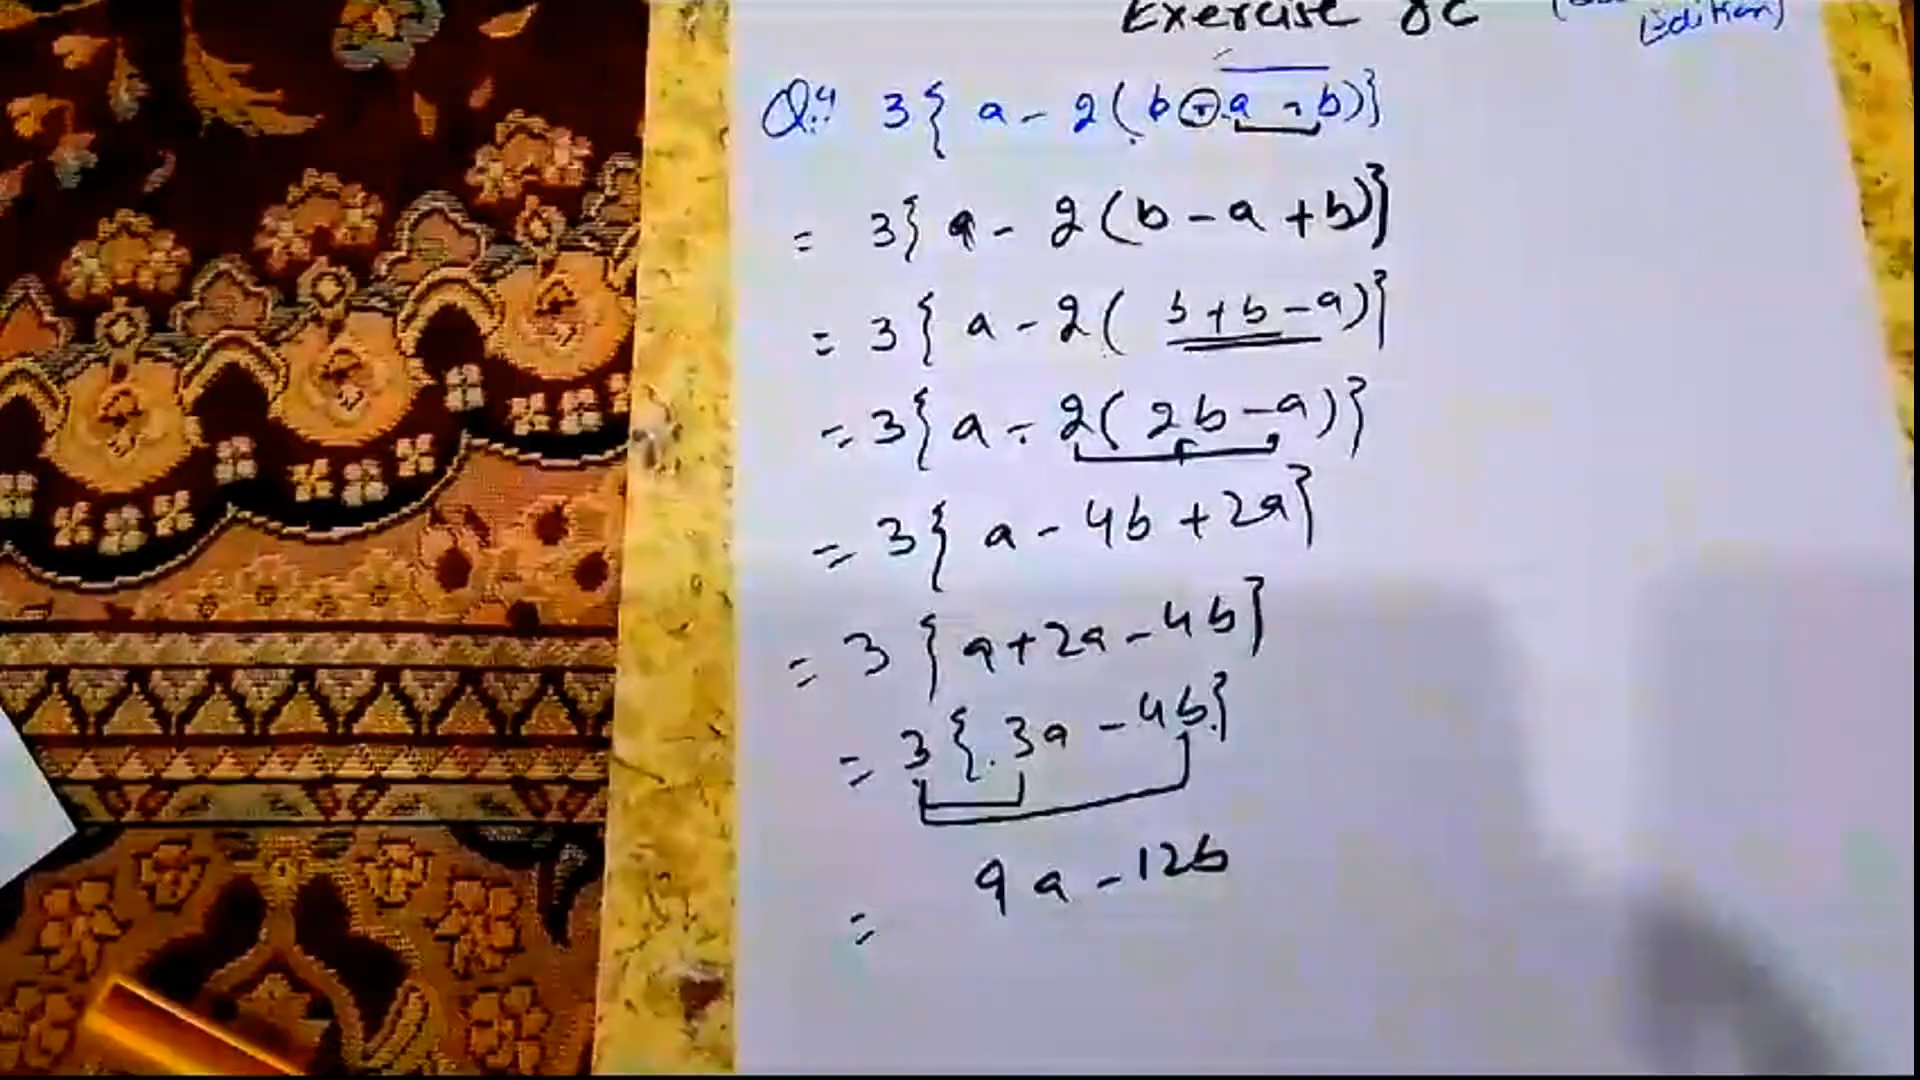 Exercise 8C Edition)
Q.4 3{ a - 2(b - a - b)}
= 3{ a - 2(b - a + b)}
= 3{ a - 2( b + b - a)}
= 3{ a - 2( 2b - a)}
= 3{ a - 4b + 2a}
= 3{ a + 2a - 4b}
= 3{ 3a - 4b}
= 9a - 12b